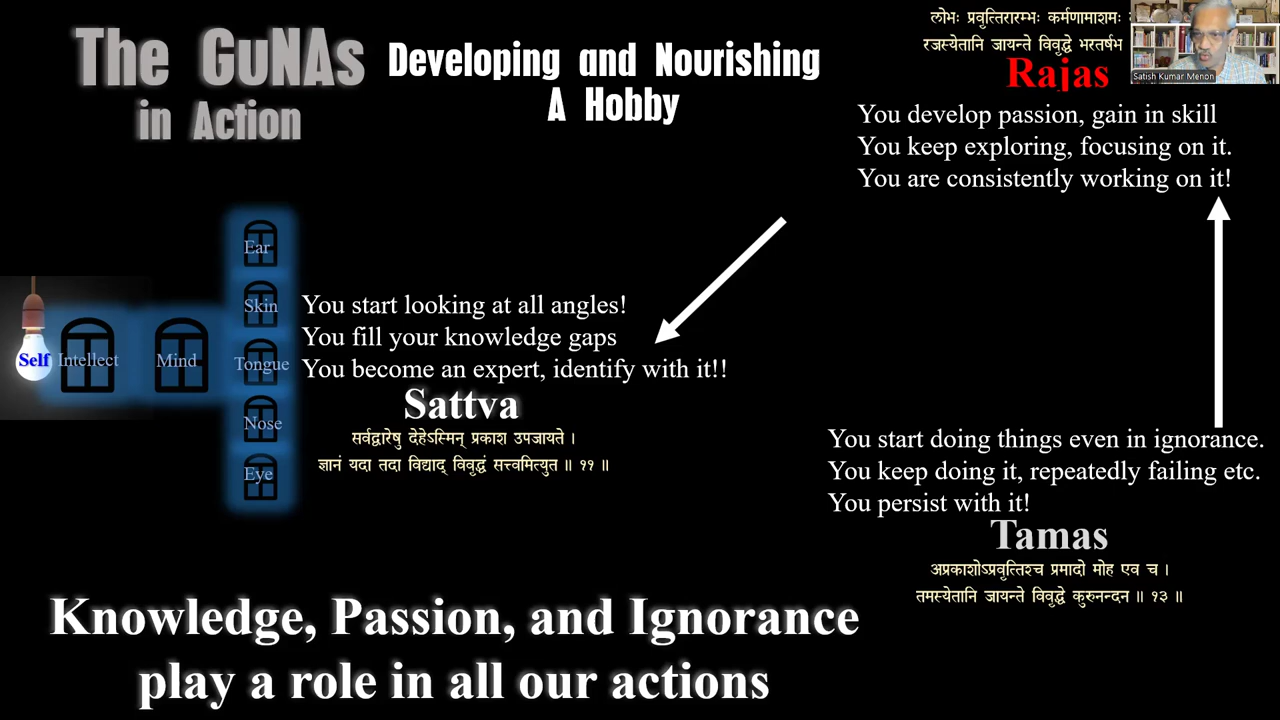 The GuNAs
in Action
Developing and Nourishing
A Hobby
लोभः प्रवृत्तिरारम्भः कर्मणामाशमः
रजस्येतानि जायन्ते विवृद्धे भरतर्षभ
Rajas
Satish Kumar Menon
You develop passion, gain in skill
You keep exploring, focusing on it.
You are consistently working on it!
Ear
Skin
Tongue
Nose
Eye
Self
Intellect
Mind
You start looking at all angles!
You fill your knowledge gaps
You become an expert, identify with it!!
Sattva
सर्वद्वारेषु देहेऽस्मिन् प्रकाश उपजायते ।
ज्ञानं यदा तदा विद्याद् विवृद्धं सत्त्वमित्युत ॥ ११ ॥
You start doing things even in ignorance.
You keep doing it, repeatedly failing etc.
You persist with it!
Tamas
अप्रकाशोऽप्रवृत्तिश्च प्रमादो मोह एव च ।
तमस्येतानि जायन्ते विवृद्धे कुरुनन्दन ॥ १३ ॥
Knowledge, Passion, and Ignorance
play a role in all our actions